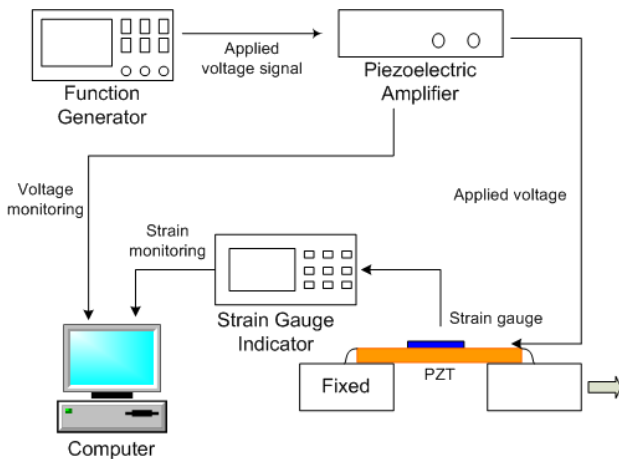 Applied
voltage signal
Function
Generator
Piezoelectric
Amplifier
Voltage
monitoring
Applied voltage
Strain
monitoring
Strain Gauge
Indicator
Strain gauge
PZT
Fixed
Computer